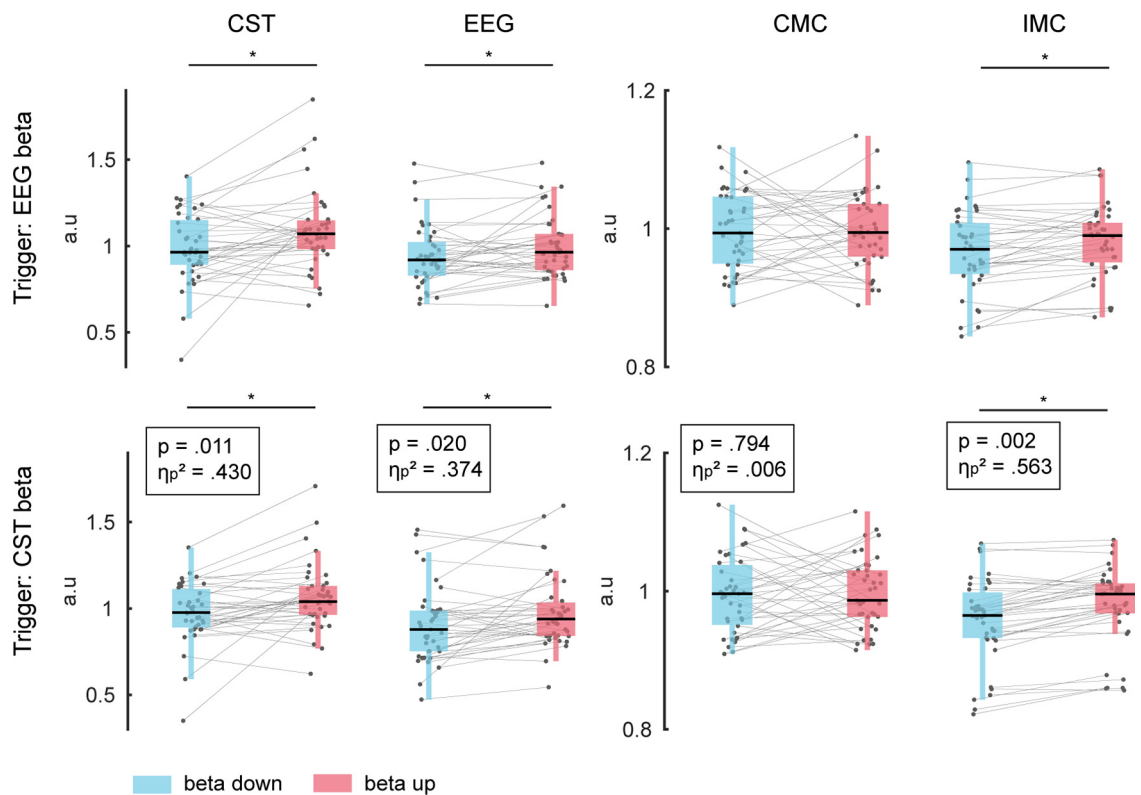 CST
EEG
CMC
IMC
*
*
*
Trigger: EEG beta
a.u
1.5
1
0.5
a.u
1.2
1
0.8
*
*
*
Trigger: CST beta
a.u
1.5
1
0.5
p = .011
ηp² = .430
p = .020
ηp² = .374
a.u
1.2
1
0.8
p = .794
ηp² = .006
p = .002
ηp² = .563
beta down
beta up